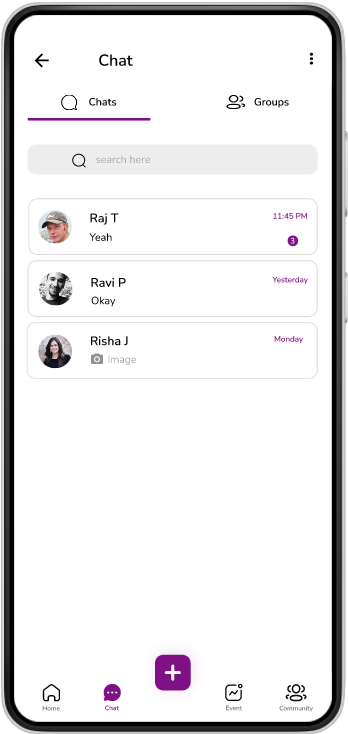 Chat
Chats
Groups
search here
Raj T
11:45 PM
Yeah
3
Ravi P
Yesterday
Okay
Risha J
Monday
Image
Home
Chat
Event
Community